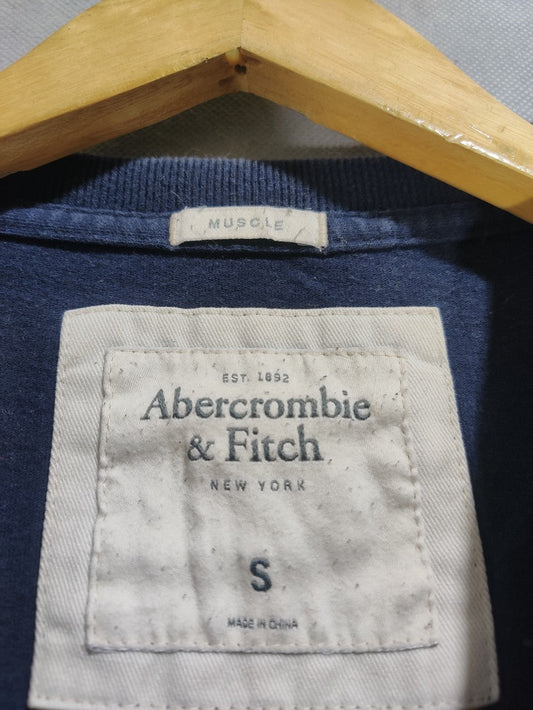 MUSCLE
EST. 1892
Abercrombie
& Fitch
NEW YORK
S
MADE IN CHINA